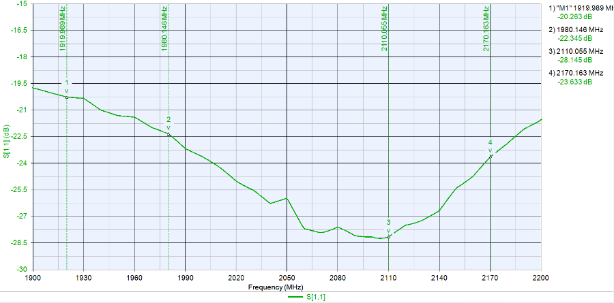 -15
-16.5
-18
-19.5
-21
-22.5
-24
-25.5
-27
-28.5
-30
S[1,1] (dB)
1919.989 MHz
1980.146 MHz
2110.055 MHz
2170.163 MHz
1
2
3
4
1900 1930 1960 1990 2020 2050 2080 2110 2140 2170 2200
Frequency (MHz)
S[1,1]
1) "M1" 1919.989 MH
-20.263 dB
2) 1980.146 MHz
-22.345 dB
3) 2110.055 MHz
-28.145 dB
4) 2170.163 MHz
-23.633 dB